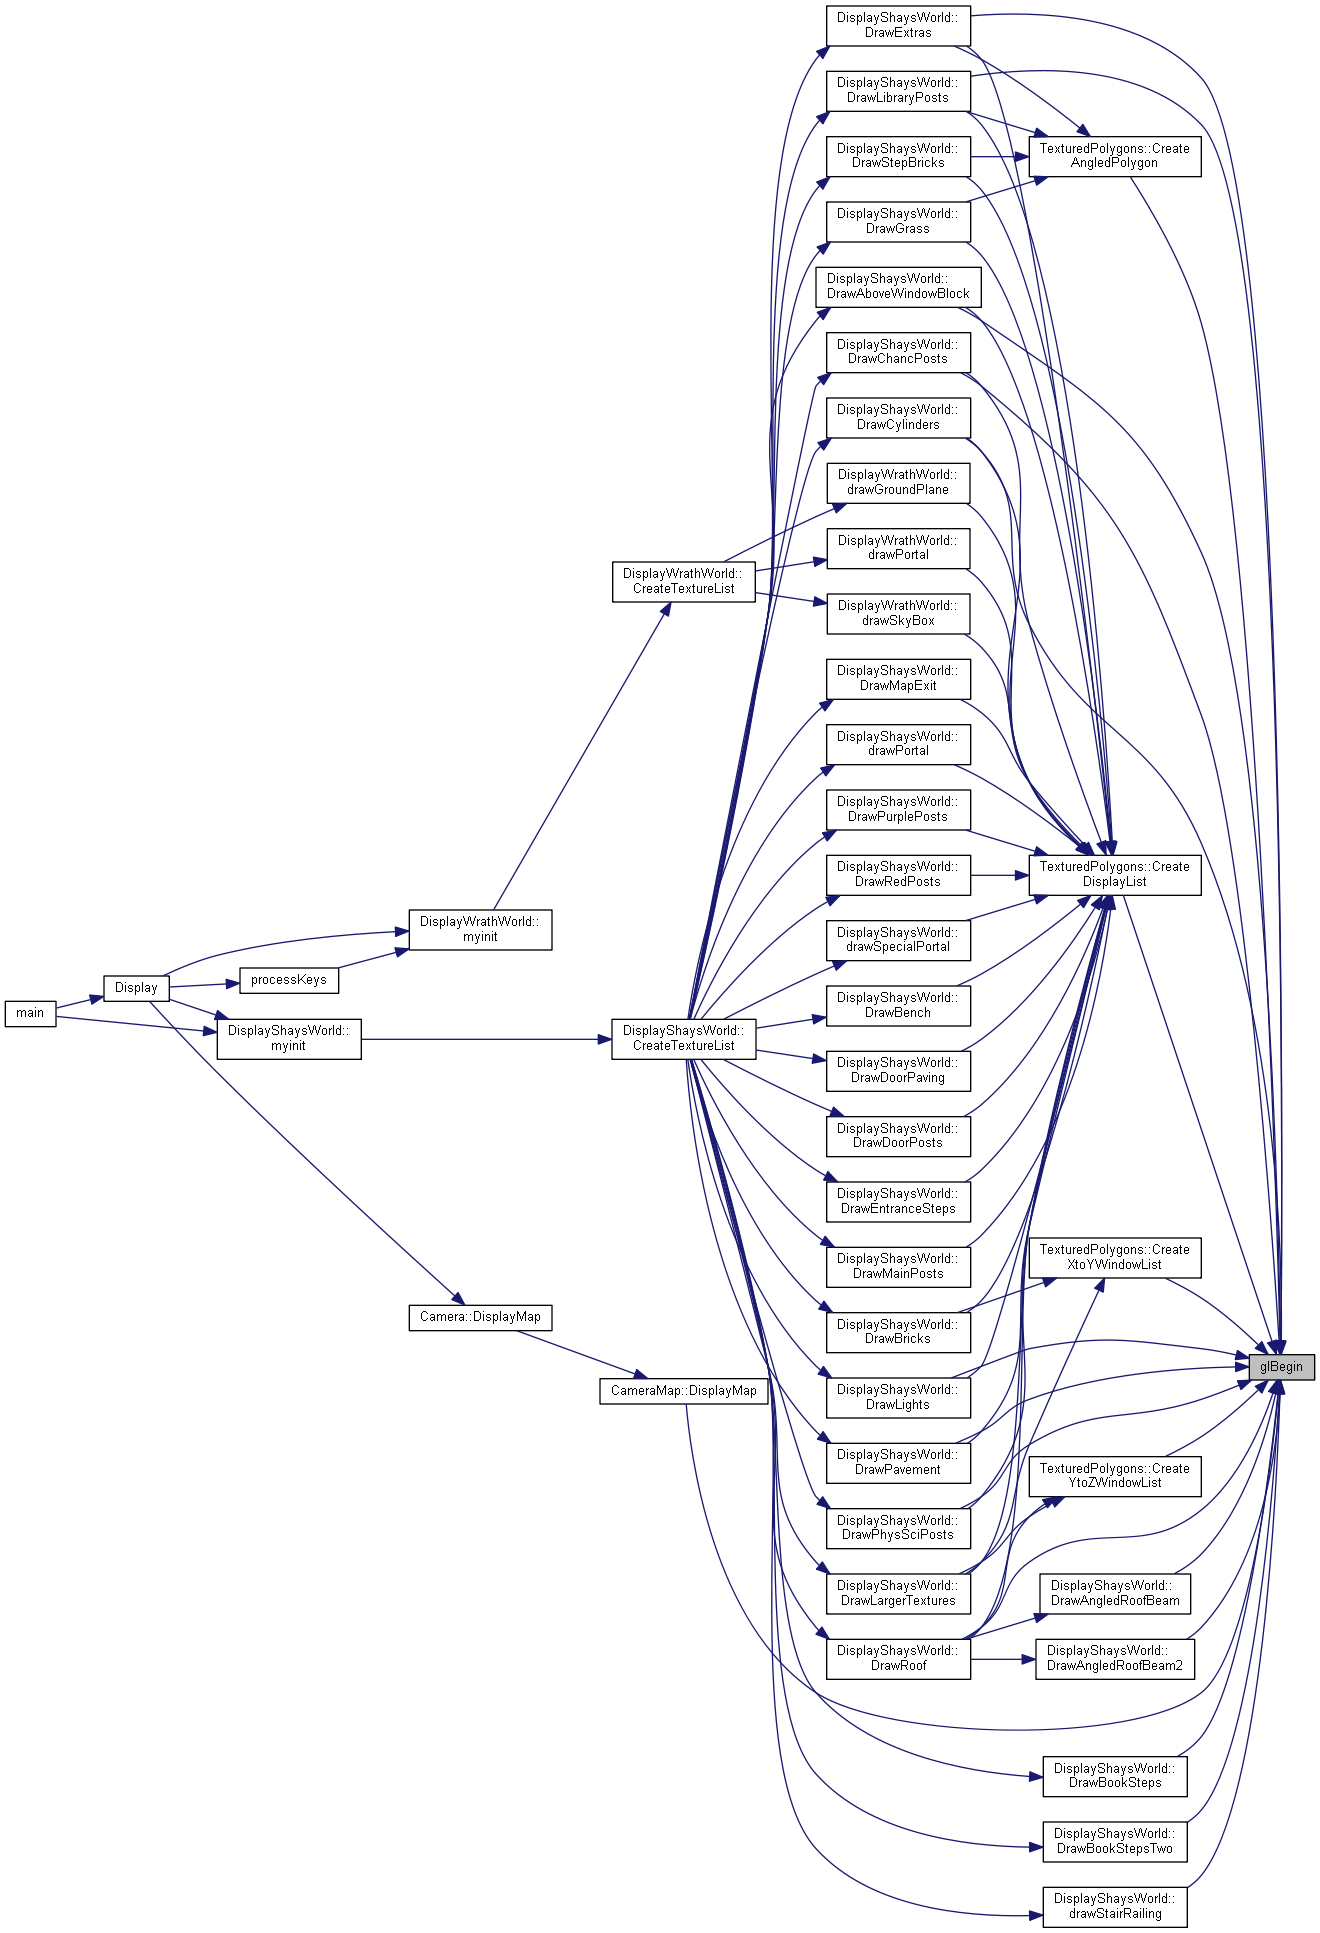 DisplayShaysWorld::
DrawExtras
DisplayShaysWorld::
DrawLibraryPosts
DisplayShaysWorld::
DrawStepBricks
TexturedPolygons::Create
AngledPolygon
DisplayShaysWorld::
DrawGrass
DisplayShaysWorld::
DrawAboveWindowBlock
DisplayShaysWorld::
DrawChancPosts
DisplayShaysWorld::
DrawCylinders
DisplayWrathWorld::
drawGroundPlane
DisplayWrathWorld::
drawPortal
DisplayWrathWorld::
CreateTextureList
DisplayWrathWorld::
drawSkyBox
DisplayShaysWorld::
DrawMapExit
DisplayShaysWorld::
drawPortal
DisplayShaysWorld::
DrawPurplePosts
DisplayShaysWorld::
DrawRedPosts
TexturedPolygons::Create
DisplayList
DisplayWrathWorld::
myinit
DisplayShaysWorld::
drawSpecialPortal
processKeys
Display
main
DisplayShaysWorld::
myinit
DisplayShaysWorld::
CreateTextureList
DisplayShaysWorld::
DrawBench
DisplayShaysWorld::
DrawDoorPaving
DisplayShaysWorld::
DrawDoorPosts
DisplayShaysWorld::
DrawEntranceSteps
DisplayShaysWorld::
DrawMainPosts
TexturedPolygons::Create
XtoYWindowList
Camera::DisplayMap
DisplayShaysWorld::
DrawBricks
glBegin
CameraMap::DisplayMap
DisplayShaysWorld::
DrawLights
DisplayShaysWorld::
DrawPavement
TexturedPolygons::Create
YtoZWindowList
DisplayShaysWorld::
DrawPhysSciPosts
DisplayShaysWorld::
DrawLargerTextures
DisplayShaysWorld::
DrawAngledRoofBeam
DisplayShaysWorld::
DrawRoof
DisplayShaysWorld::
DrawAngledRoofBeam2
DisplayShaysWorld::
DrawBookSteps
DisplayShaysWorld::
DrawBookStepsTwo
DisplayShaysWorld::
drawStairRailing